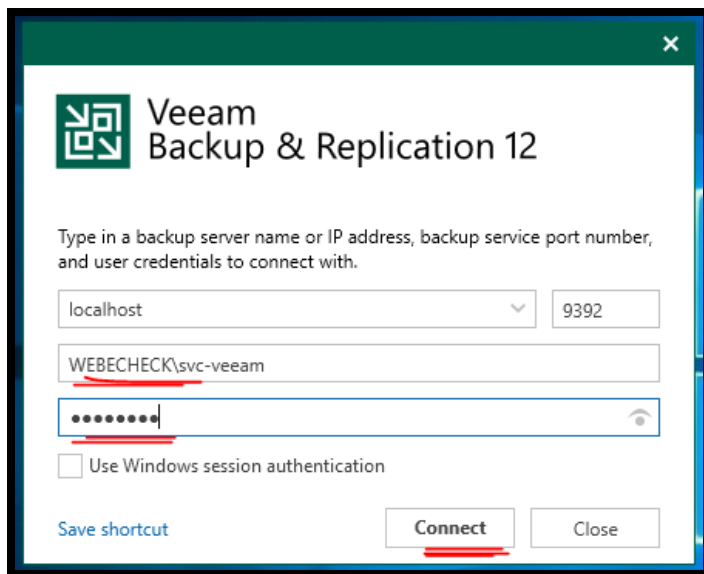 Veeam
Backup & Replication 12
Type in a backup server name or IP address, backup service port number,
and user credentials to connect with.
localhost
9392
WEBECHECK\svc-veeam
••••••••
Use Windows session authentication
Save shortcut
Connect
Close